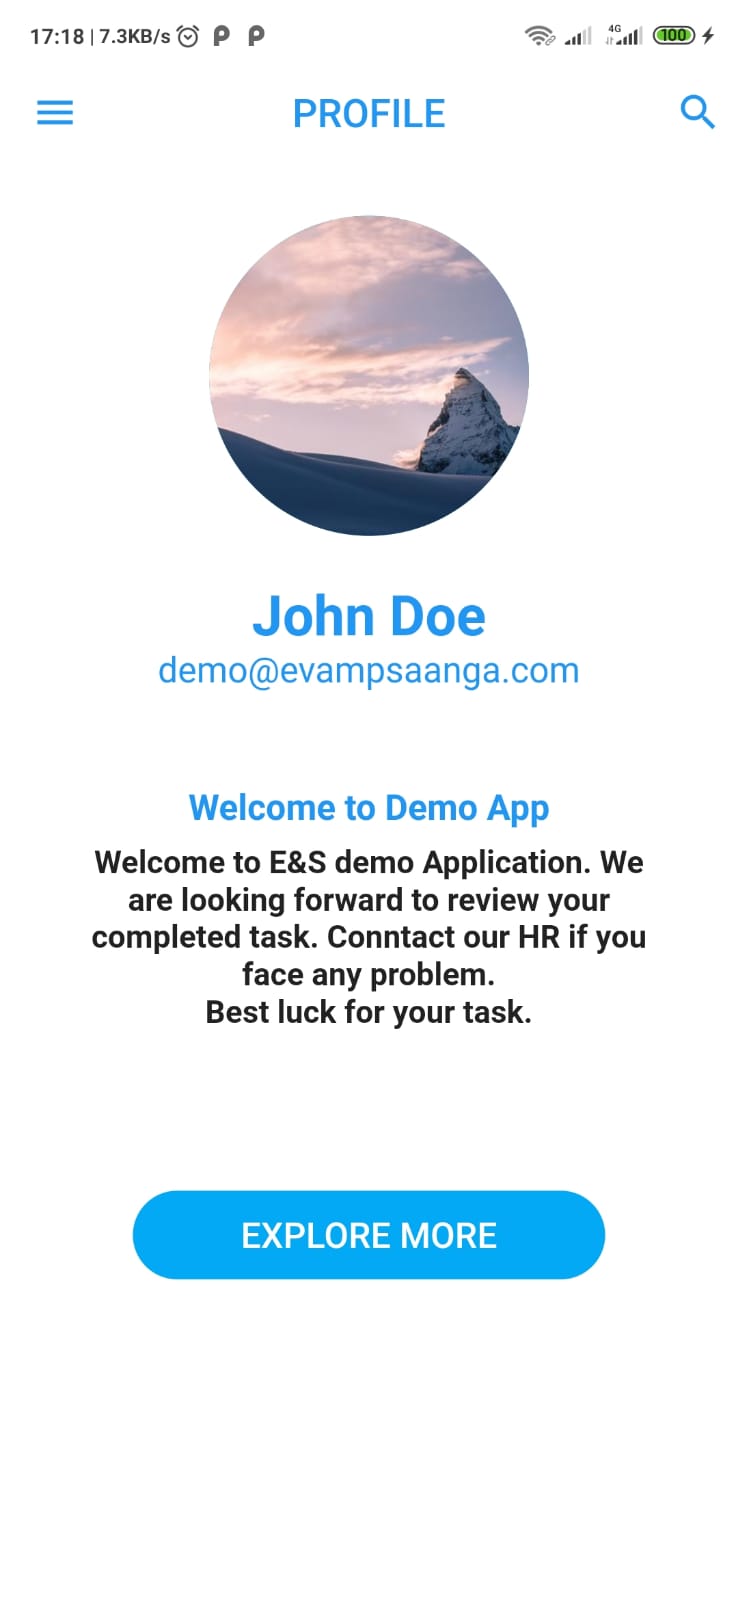 17:18 | 7.3KB/s
4G
100
PROFILE
John Doe
demo@evampsaanga.com
Welcome to Demo App
Welcome to E&S demo Application. We
are looking forward to review your
completed task. Conntact our HR if you
face any problem.
Best luck for your task.
EXPLORE MORE